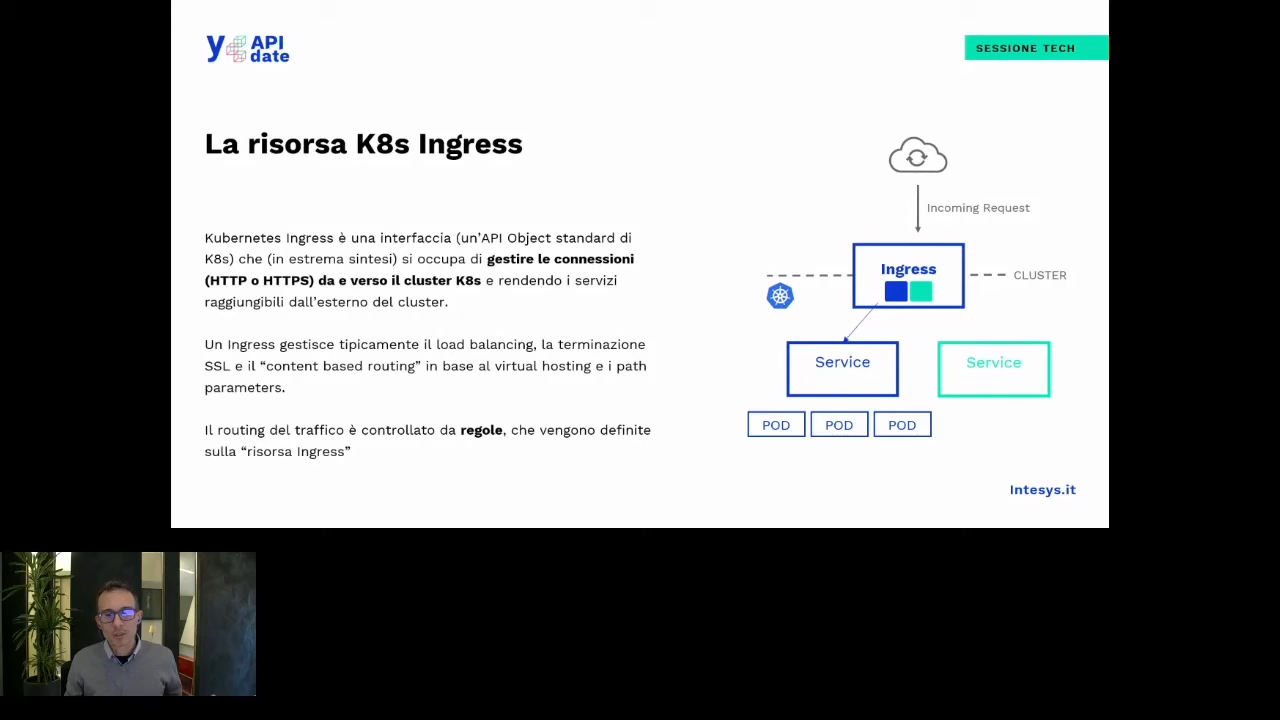 y API
date
SESSIONE TECH
La risorsa K8s Ingress
Kubernetes Ingress è una interfaccia (un’API Object standard di
K8s) che (in estrema sintesi) si occupa di gestire le connessioni
(HTTP o HTTPS) da e verso il cluster K8s e rendendo i servizi
raggiungibili dall’esterno del cluster.
Un Ingress gestisce tipicamente il load balancing, la terminazione
SSL e il “content based routing” in base al virtual hosting e i path
parameters.
Il routing del traffico è controllato da regole, che vengono definite
sulla “risorsa Ingress”
Incoming Request
Ingress
CLUSTER
Service
Service
POD
POD
POD
Intesys.it